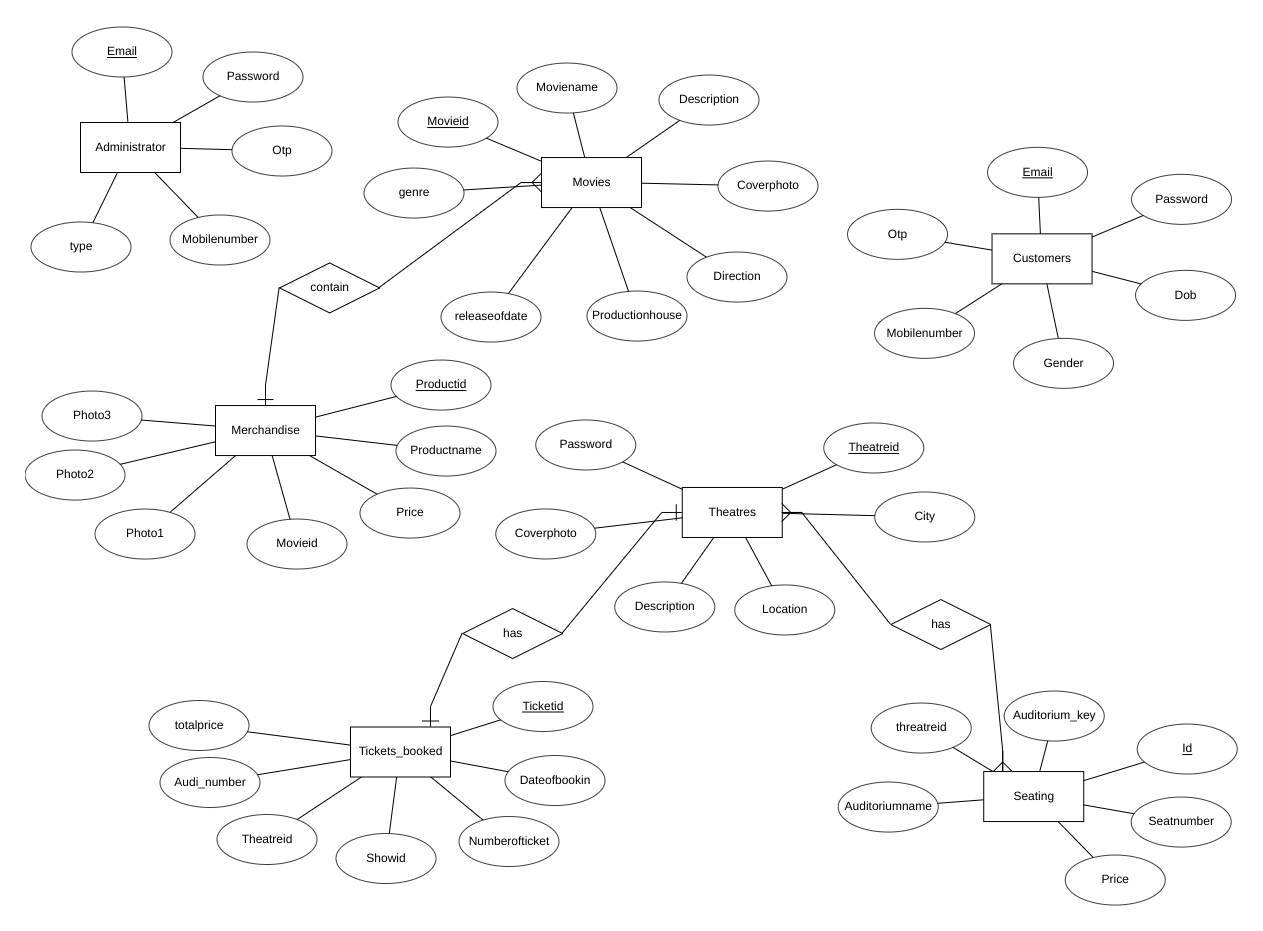 Email
Password
Administrator
Otp
type
Mobilenumber
Moviename
Description
Movieid
genre
Movies
Coverphoto
Direction
releaseofdate
Productionhouse
contain
Email
Password
Otp
Customers
Dob
Mobilenumber
Gender
Productid
Photo3
Merchandise
Productname
Photo2
Price
Photo1
Movieid
Password
Theatreid
Theatres
City
Coverphoto
Description
Location
has
has
Ticketid
totalprice
Tickets_booked
Audi_number
Dateofbookin
Theatreid
Showid
Numberofticket
Auditorium_key
threatreid
Id
Seating
Auditoriumname
Seatnumber
Price